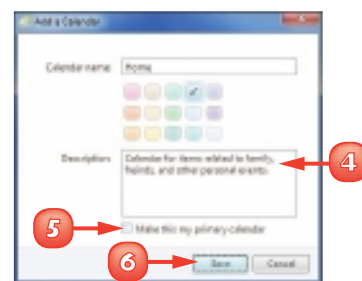 Add a Calendar
Calendar name: Home
Description: Calendar for items related to family,
freinds, and other personal events.
4
5
Make this my primary calendar
6
Save Cancel